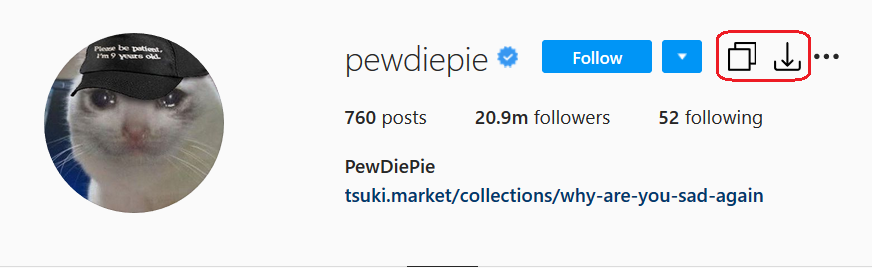 Please be patient,
I'm 9 years old.
pewdiepie Follow
760 posts 20.9m followers 52 following
PewDiePie
tsuki.market/collections/why-are-you-sad-again